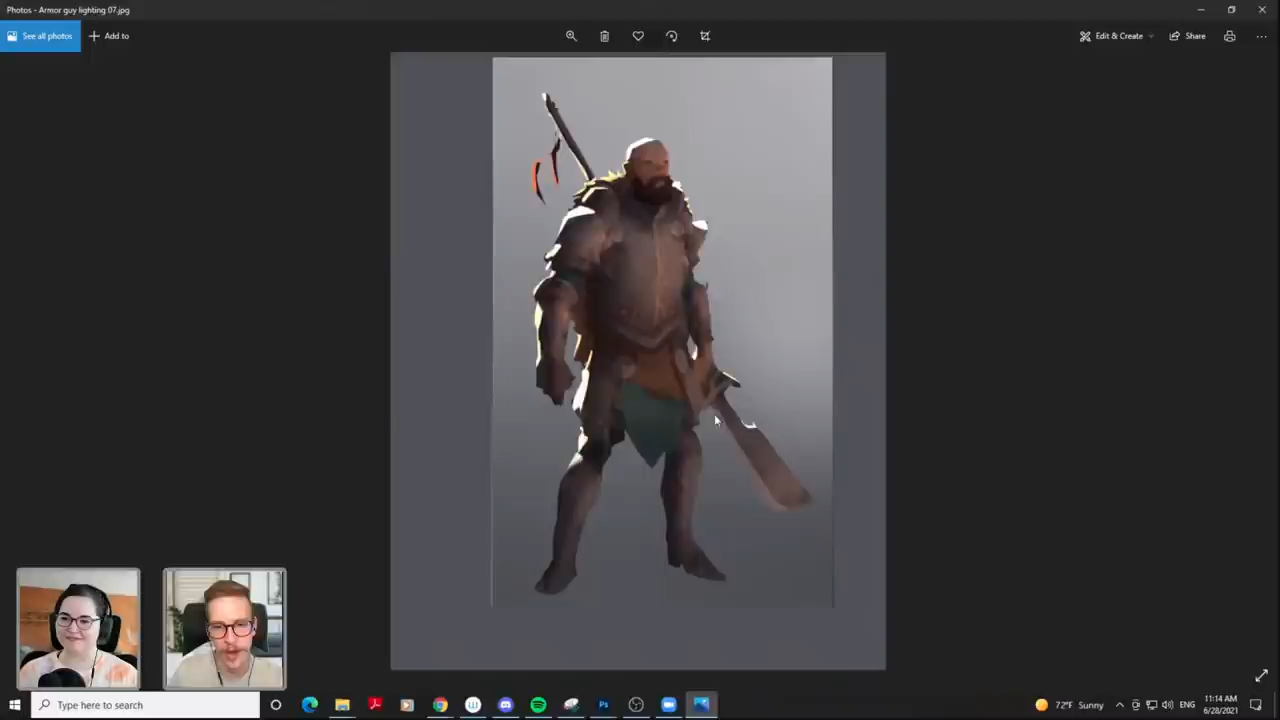 Photos - Armor guy lighting 07.jpg
See all photos
Add to
Edit & Create
Share
Type here to search
Ps
72°F Sunny
ENG
11:14 AM
6/28/2021